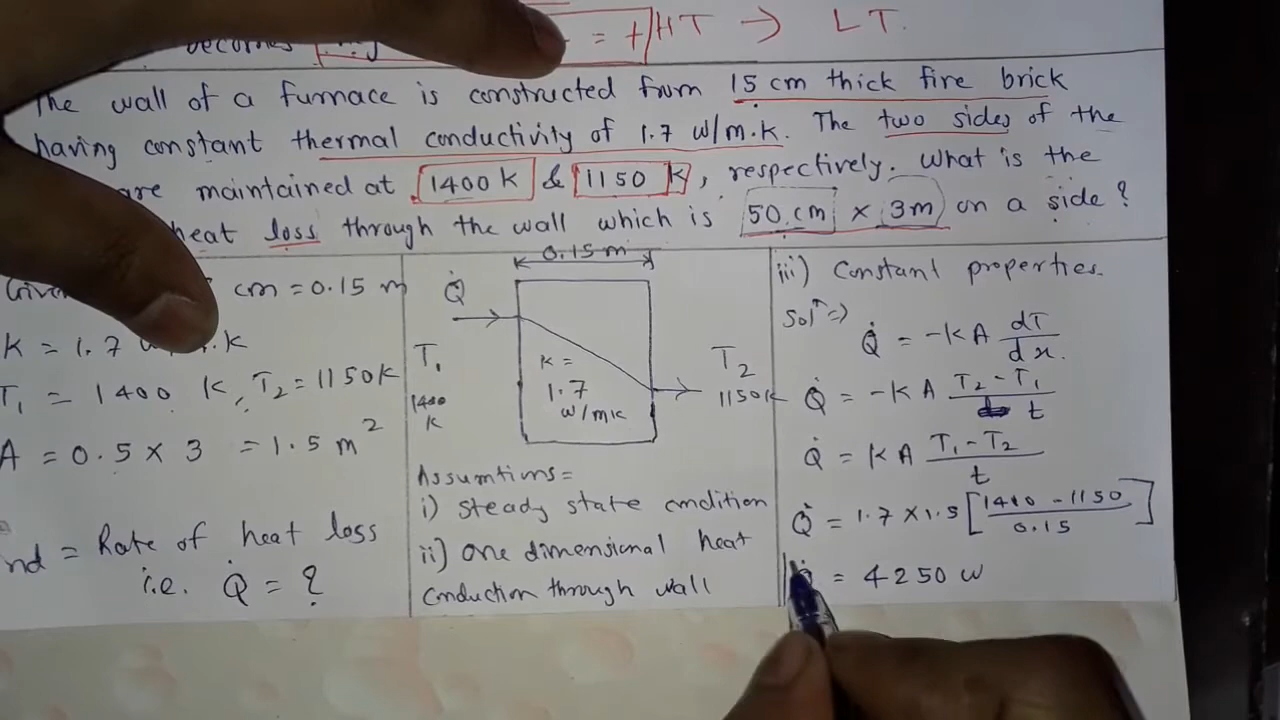 becomes = + HT → LT.
The wall of a furnace is constructed from 15 cm thick fire brick
having constant thermal conductivity of 1.7 w/m.k. The two sides of the
are maintained at 1400 k & 1150 k, respectively. What is the
heat loss through the wall which is 50 cm × 3m on a side ?
cm = 0.15 m
k = 1.7 k
T1 = 1400 k, T2 = 1150k
A = 0.5 × 3 = 1.5 m²
= Rate of heat loss
i.e. Q̇ = ?
0.15 m
Q̇
T1
1400
k
k =
1.7
w/mk
T2
1150k
Assumtions =
i) steady state condition
ii) one dimensional heat
conduction through wall
iii) Constant properties.
Solⁿ ⇒
Q̇ = -k A dT/dx.
Q̇ = -k A T2 - T1/t
Q̇ = k A T1 - T2/t
Q̇ = 1.7 × 1.5 [1400 - 1150/0.15]
= 4250 w